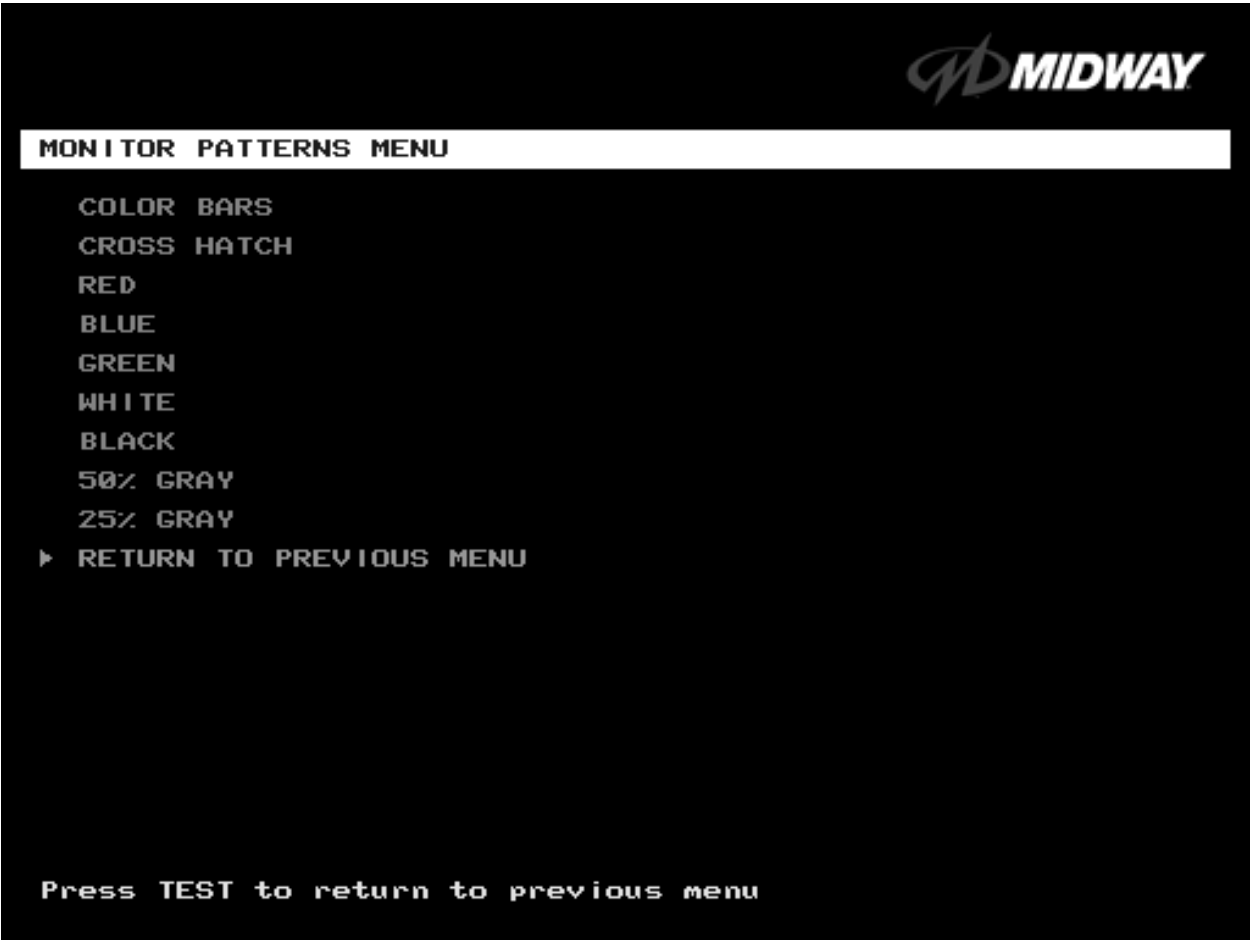 MIDWAY
MONITOR PATTERNS MENU
COLOR BARS
CROSS HATCH
RED
BLUE
GREEN
WHITE
BLACK
50% GRAY
25% GRAY
RETURN TO PREVIOUS MENU
Press TEST to return to previous menu